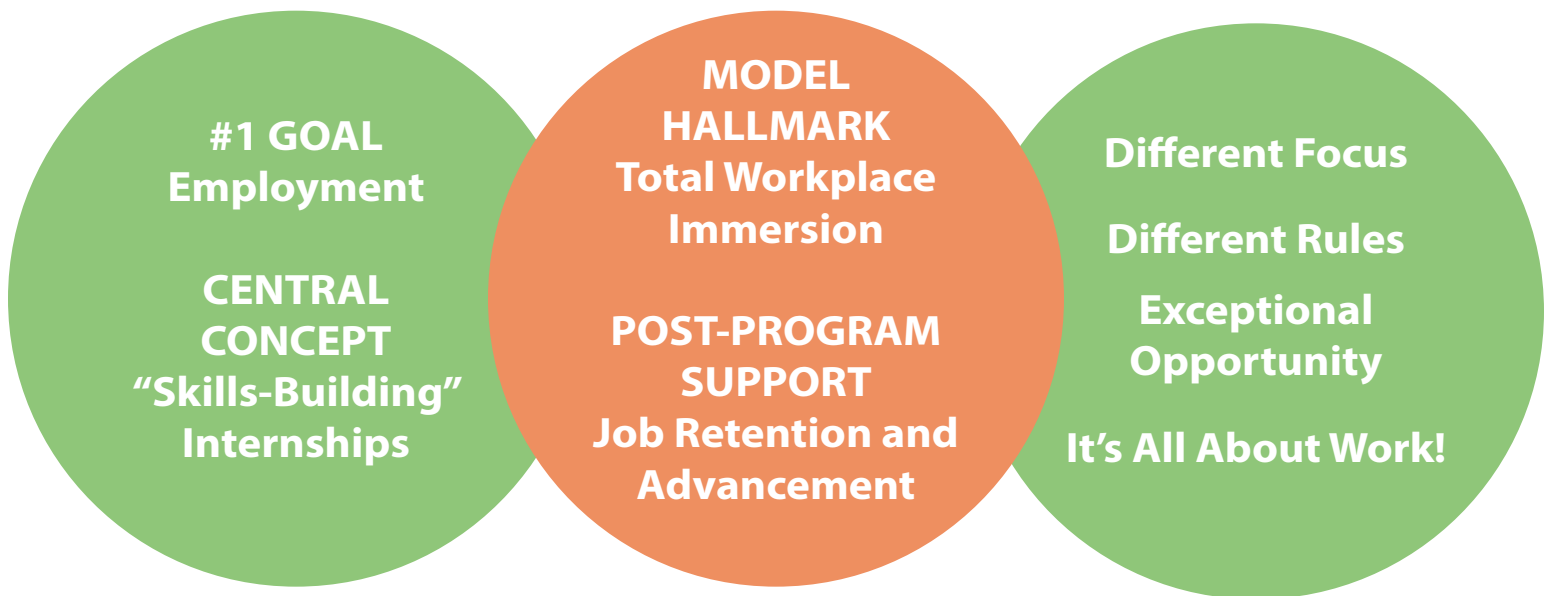 #1 GOAL
Employment
CENTRAL
CONCEPT
“Skills-Building”
Internships
MODEL
HALLMARK
Total Workplace
Immersion
POST-PROGRAM
SUPPORT
Job Retention and
Advancement
Different Focus
Different Rules
Exceptional
Opportunity
It’s All About Work!